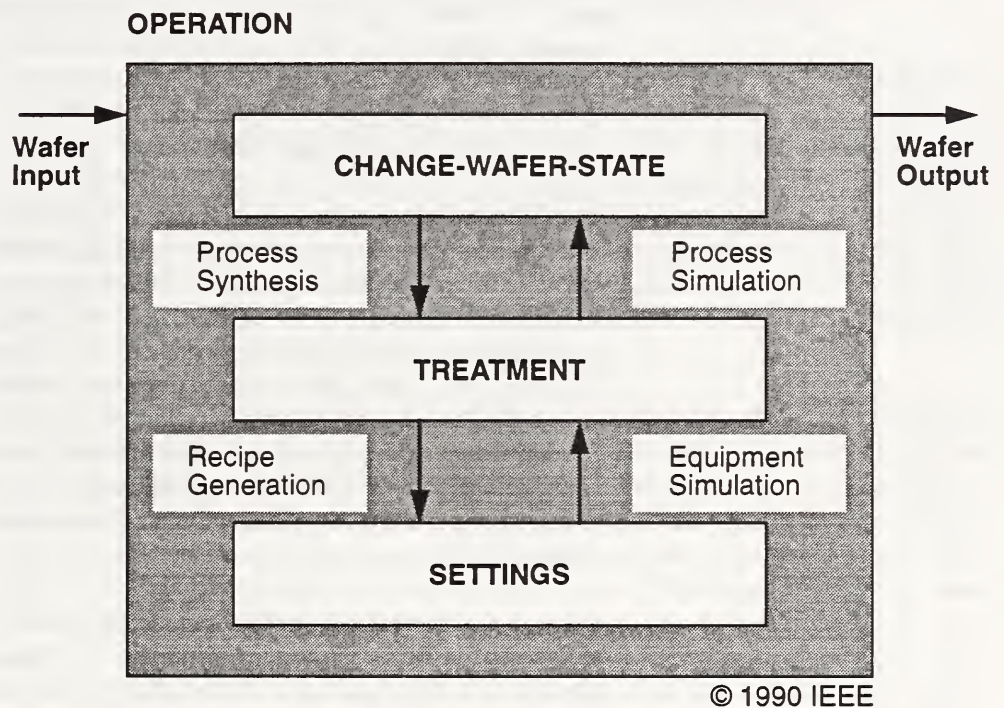 OPERATION
Wafer
Input
Wafer
Output
CHANGE-WAFER-STATE
Process
Synthesis
Process
Simulation
TREATMENT
Recipe
Generation
Equipment
Simulation
SETTINGS
© 1990 IEEE